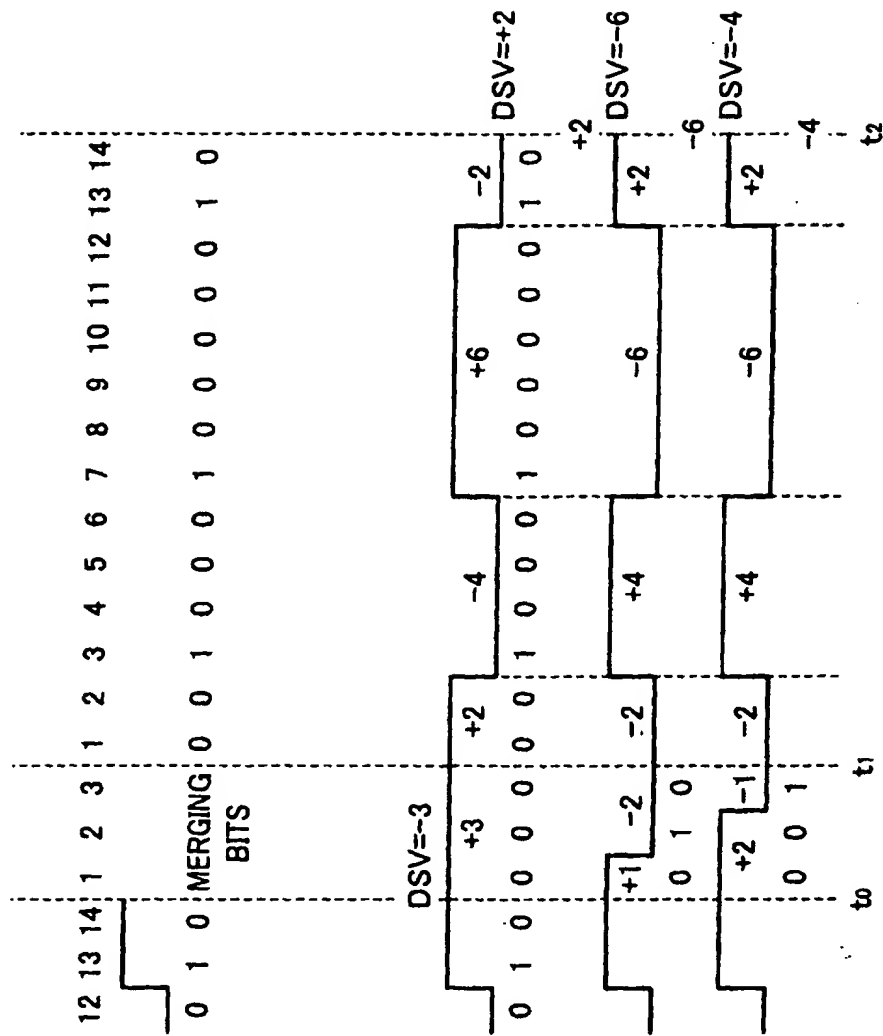 12 13 14 1 2 3 1 2 3 4 5 6 7 8 9 10 11 12 13 14
0 1 0 MERGING BITS 0 0 1 0 0 0 1 0 0 0 0 0 1 0
DSV=-3
+3 +2 -4 +6 -2 DSV=+2
0 1 0 0 0 0 0 0 1 0 0 0 1 0 0 0 0 0 1 0
+2
+1 -2 -2 +4 -6 +2 DSV=-6
0 1 0
-6
+2 -1 -2 +4 -6 +2 DSV=-4
0 0 1
-4
t0 t1 t2